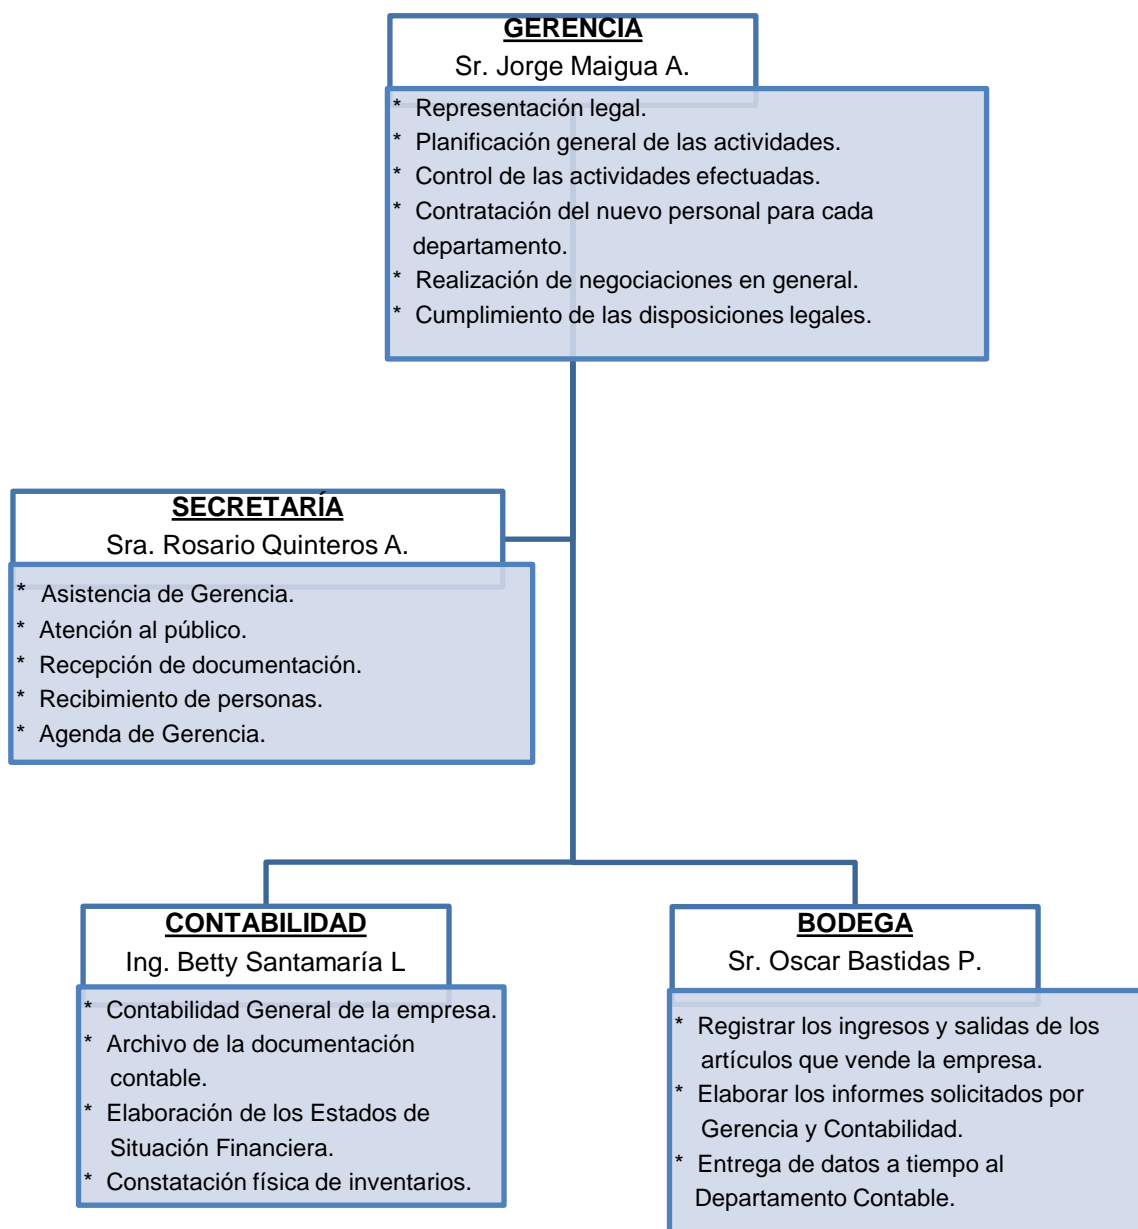 GERENCIA
Sr. Jorge Maigua A.
* Representación legal.
* Planificación general de las actividades.
* Control de las actividades efectuadas.
* Contratación del nuevo personal para cada
departamento.
* Realización de negociaciones en general.
* Cumplimiento de las disposiciones legales.
SECRETARÍA
Sra. Rosario Quinteros A.
* Asistencia de Gerencia.
* Atención al público.
* Recepción de documentación.
* Recibimiento de personas.
* Agenda de Gerencia.
CONTABILIDAD
Ing. Betty Santamaría L
* Contabilidad General de la empresa.
* Archivo de la documentación
contable.
* Elaboración de los Estados de
Situación Financiera.
* Constatación física de inventarios.
BODEGA
Sr. Oscar Bastidas P.
* Registrar los ingresos y salidas de los
artículos que vende la empresa.
* Elaborar los informes solicitados por
Gerencia y Contabilidad.
* Entrega de datos a tiempo al
Departamento Contable.